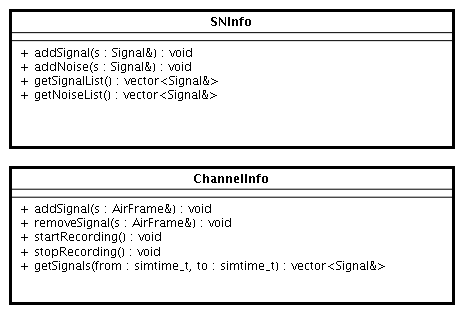 SNInfo
+ addSignal(s : Signal&) : void
+ addNoise(s : Signal&) : void
+ getSignalList() : vector<Signal&>
+ getNoiseList() : vector<Signal&>
ChannelInfo
+ addSignal(s : AirFrame&) : void
+ removeSignal(s : AirFrame&) : void
+ startRecording() : void
+ stopRecording() : void
+ getSignals(from : simtime_t, to : simtime_t) : vector<Signal&>